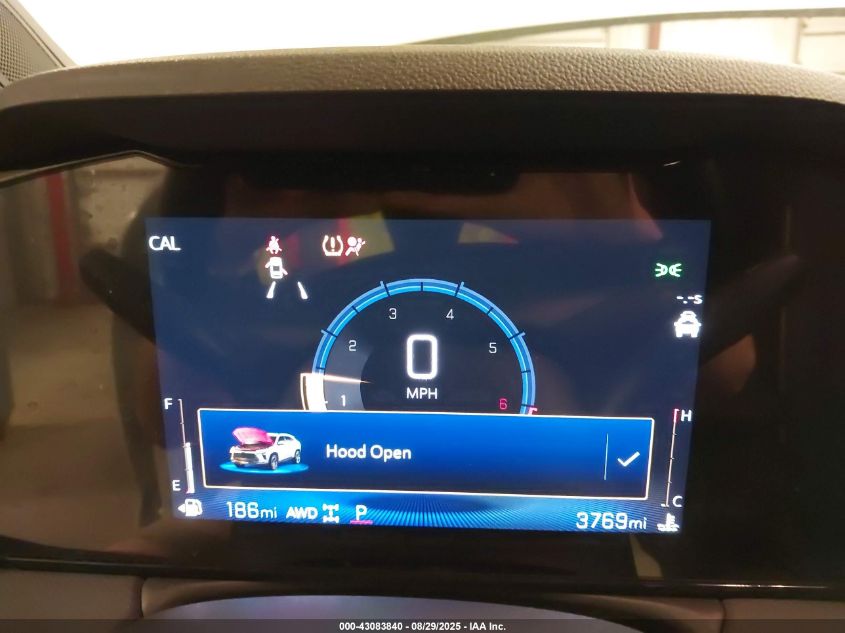 CAL
-.-s
3 4
2 5
0
MPH
1 6
F H
Hood Open
E C
186mi AWD P 3769mi
000-43083840 - 08/29/2025 - IAA Inc.